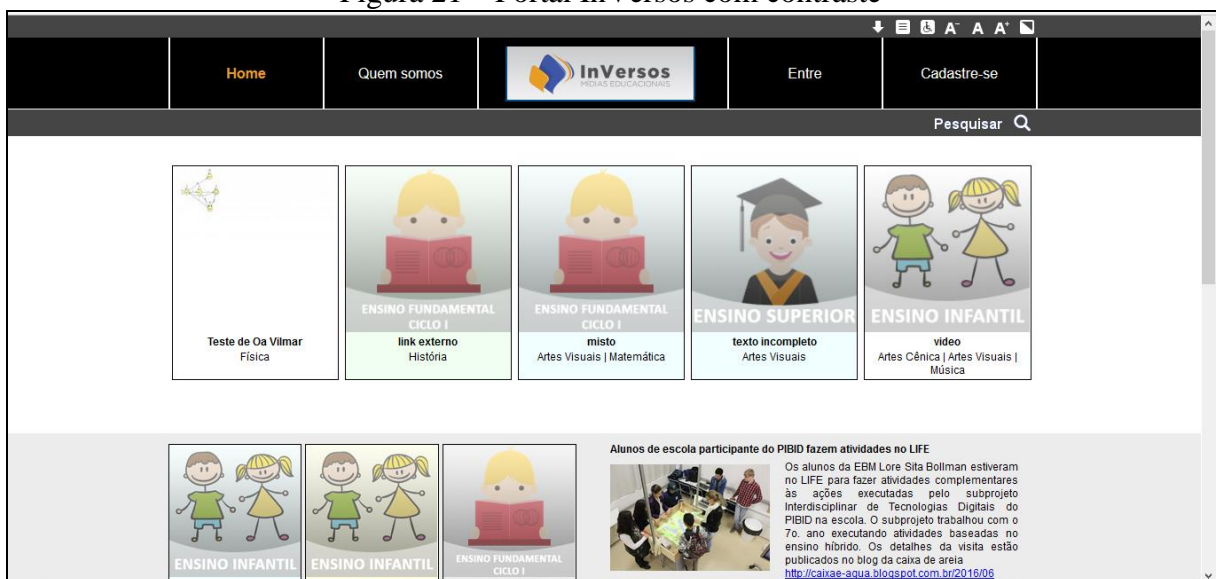 Figura 21 – Portal InVersos com contraste
A- A A+
Home
Quem somos
InVersos
MÍDIAS EDUCACIONAIS
Entre
Cadastre-se
Pesquisar
ENSINO FUNDAMENTAL
CICLO I
ENSINO FUNDAMENTAL
CICLO I
ENSINO SUPERIOR
ENSINO INFANTIL
Teste de Oa Vilmar
Física
link externo
História
misto
Artes Visuais | Matemática
texto incompleto
Artes Visuais
video
Artes Cênica | Artes Visuais |
Música
ENSINO INFANTIL
ENSINO INFANTIL
ENSINO FUNDAMENTAL
CICLO I
Alunos de escola participante do PIBID fazem atividades no LIFE
Os alunos da EBM Lore Sita Bollman estiveram
no LIFE para fazer atividades complementares
às ações executadas pelo subprojeto
Interdisciplinar de Tecnologias Digitais do
PIBID na escola. O subprojeto trabalhou com o
7o. ano executando atividades baseadas no
ensino híbrido. Os detalhes da visita estão
publicados no blog da caixa de areia
http://caixae-agua.blogspot.com.br/2016/06